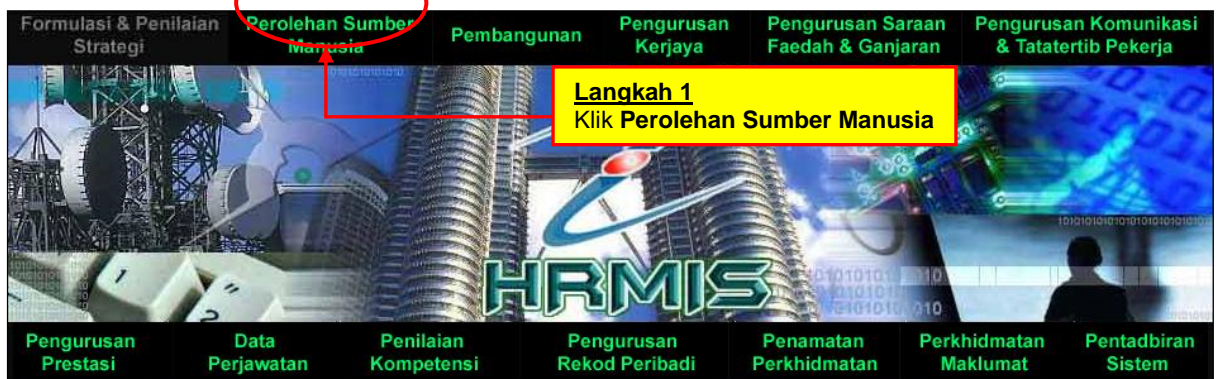 Formulasi & Penilaian
Strategi
Perolehan Sumber
Manusia
Pembangunan
Pengurusan
Kerjaya
Pengurusan Saraan
Faedah & Ganjaran
Pengurusan Komunikasi
& Tatatertib Pekerja
Langkah 1
Klik Perolehan Sumber Manusia
HRMIS
Pengurusan
Prestasi
Data
Perjawatan
Penilaian
Kompetensi
Pengurusan
Rekod Peribadi
Penamatan
Perkhidmatan
Perkhidmatan
Maklumat
Pentadbiran
Sistem